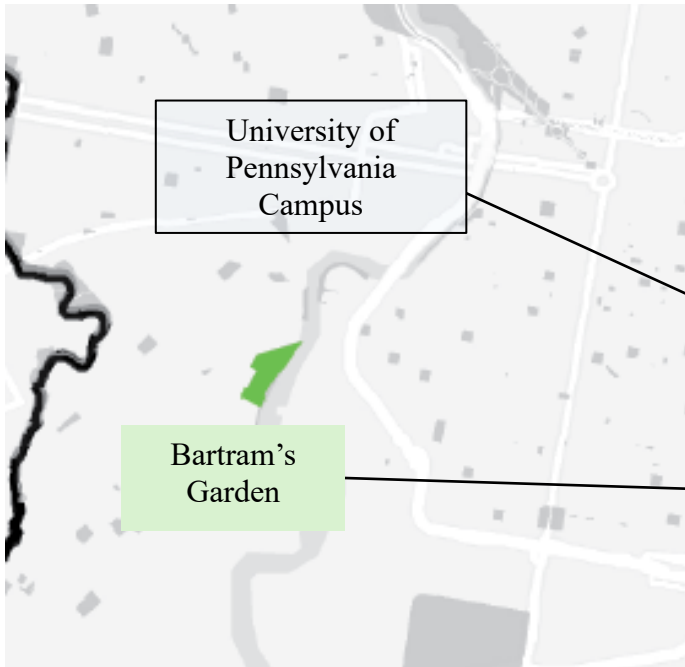 University of
Pennsylvania
Campus
Bartram’s
Garden